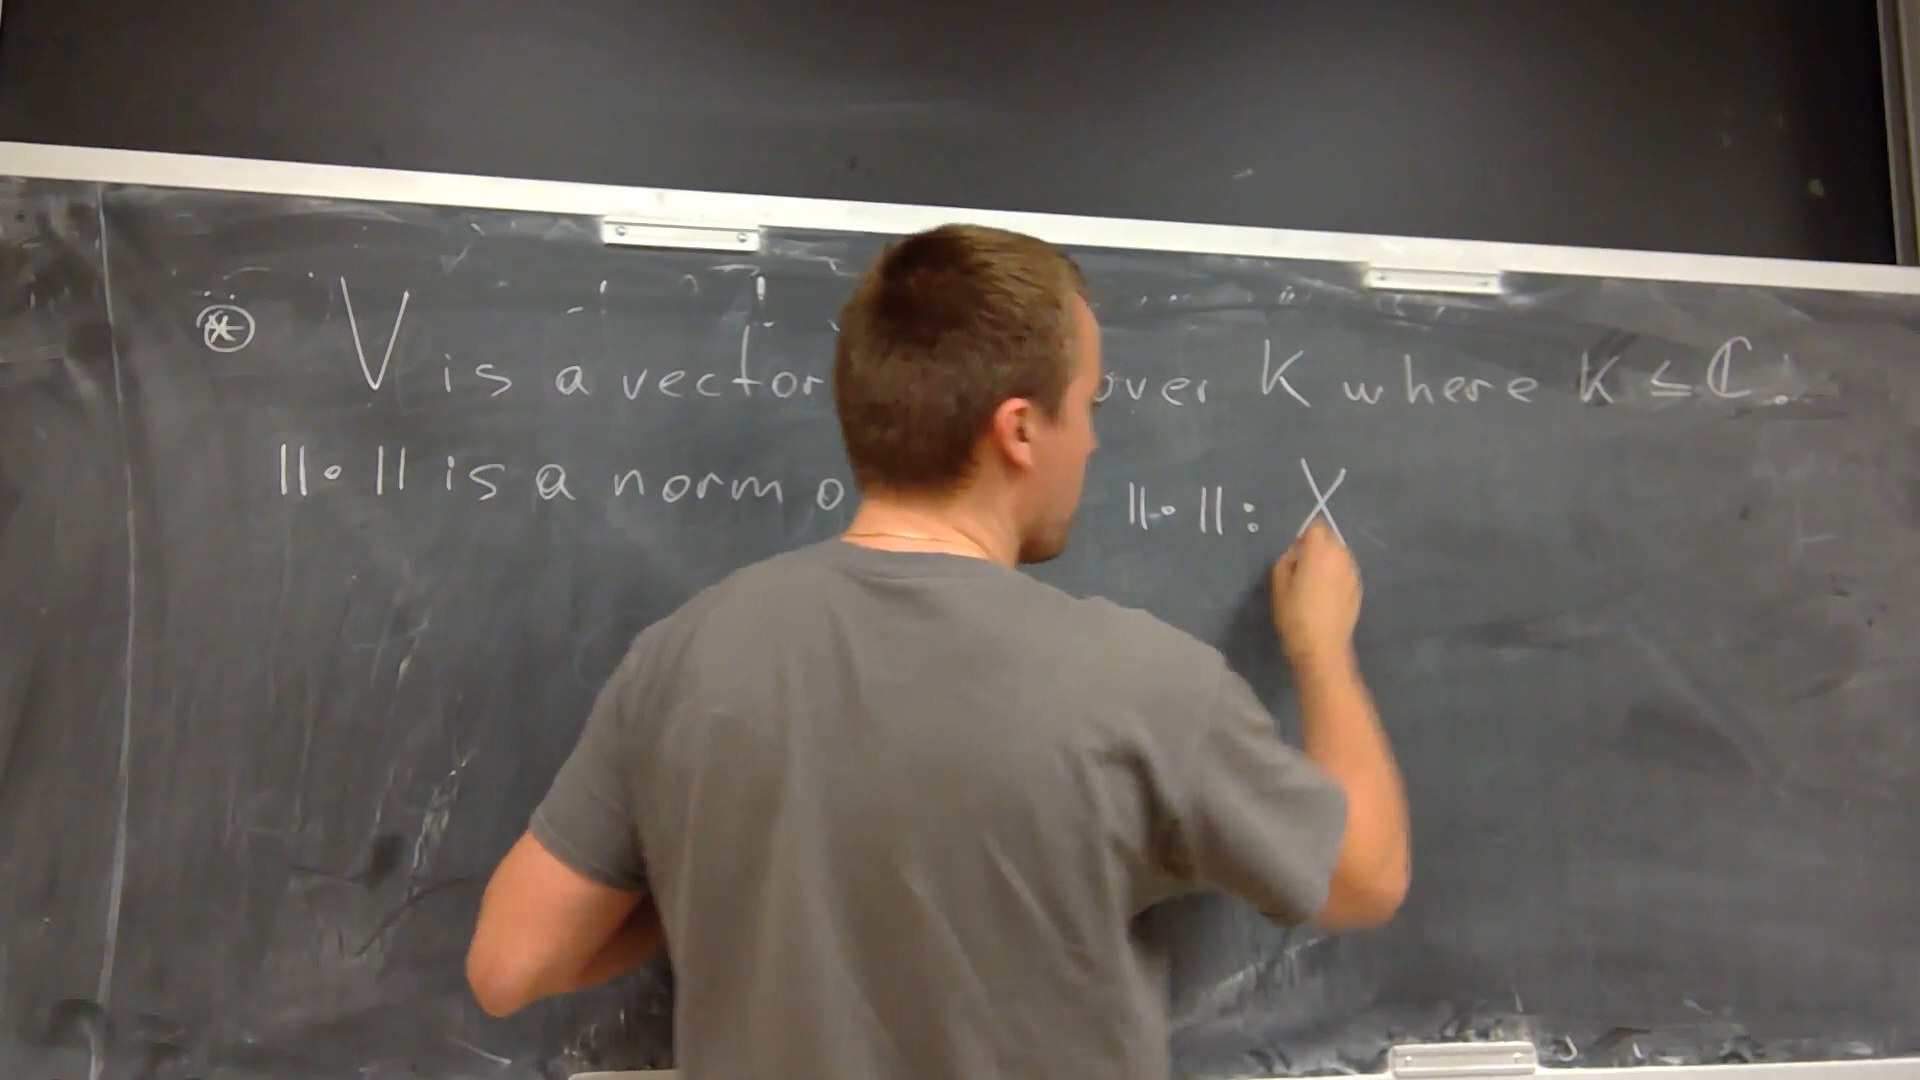 ⊛ V is a vector over K where K ≤ ℂ.
||·|| is a norm ||·||: X